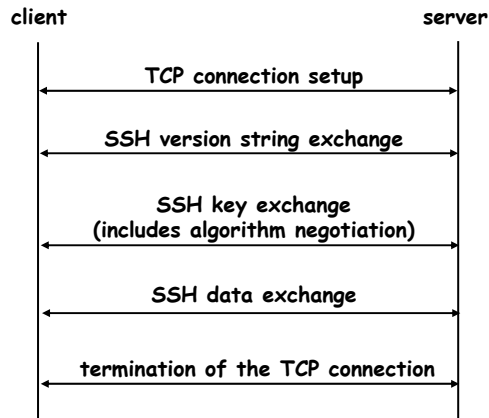 client server
TCP connection setup
SSH version string exchange
SSH key exchange
(includes algorithm negotiation)
SSH data exchange
termination of the TCP connection